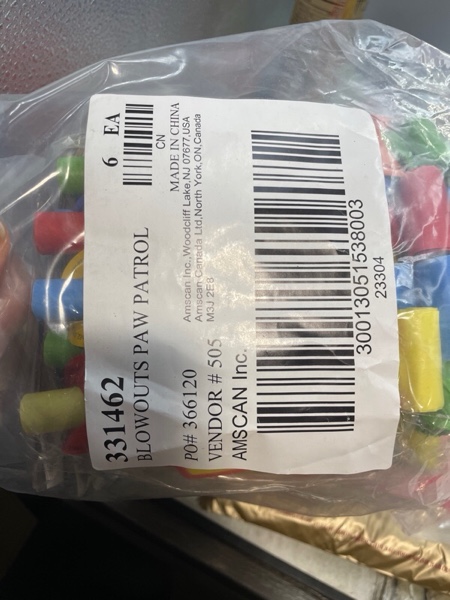 331462
6 EA
BLOWOUTS PAW PATROL
CN
MADE IN CHINA
Amscan Inc.,Woodcliff Lake,NJ 07677,USA
Amscan Canada Ltd,North York,ON,Canada
M3J 2E8
PO# 366120
VENDOR # 505
AMSCAN Inc.
30013051538003
23304